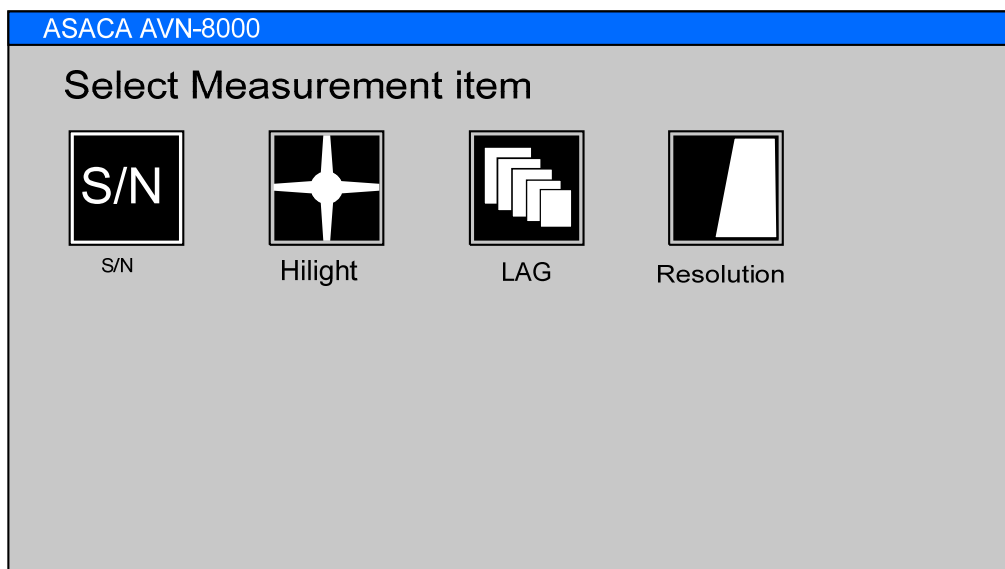 ASACA AVN-8000
Select Measurement item
S/N
S/N
Hilight
LAG
Resolution